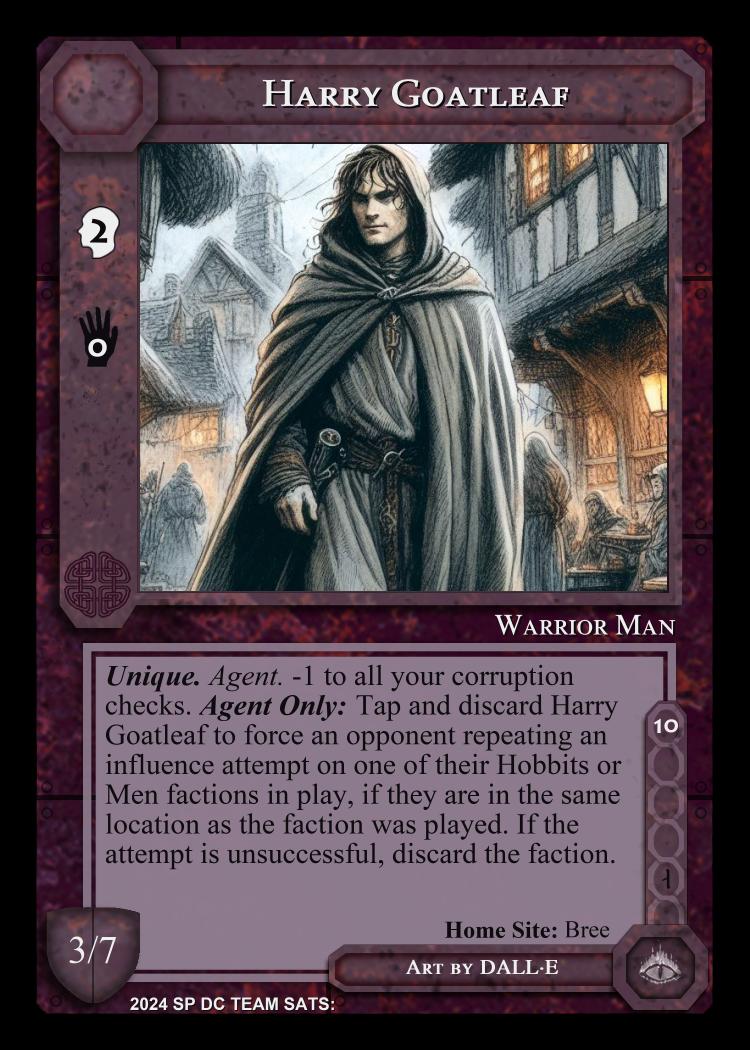 Harry Goatleaf
2
0
Warrior Man
Unique. Agent. -1 to all your corruption
checks. Agent Only: Tap and discard Harry
Goatleaf to force an opponent repeating an
influence attempt on one of their Hobbits or
Men factions in play, if they are in the same
location as the faction was played. If the
attempt is unsuccessful, discard the faction.
10
Home Site: Bree
3/7
Art by DALL·E
2024 SP DC TEAM SATS: